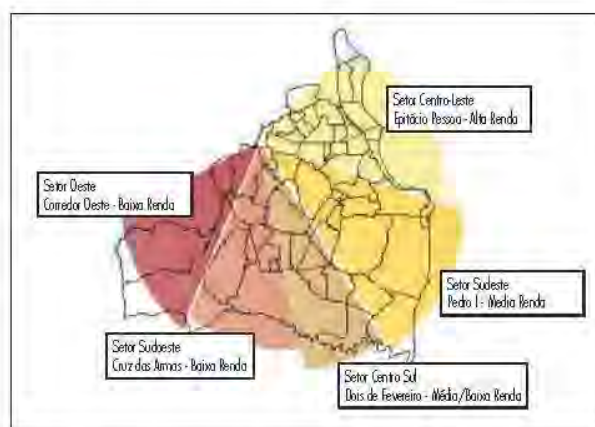 Setor Centro-Leste
Epitácio Pessoa - Alta Renda
Setor Oeste
Corredor Oeste - Baixa Renda
Setor Sudeste
Pedro I - Media Renda
Setor Sudoeste
Cruz das Armas - Baixa Renda
Setor Centro Sul
Dois de Fevereiro - Média/Baixa Renda